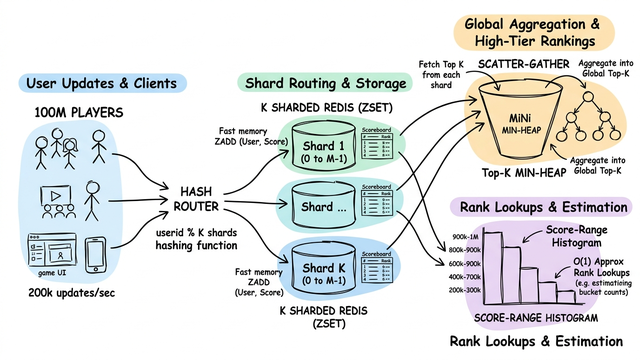 User Updates & Clients
100M PLAYERS
game UI
200k updates/sec
HASH
ROUTER
userid % K shards
hashing function
Shard Routing & Storage
K SHARDED REDIS (ZSET)
Fast memory
ZADD (User, Score)
Shard 1
(0 to M-1)
Scoreboard
Shard ...
Scoreboard
Fast memory
ZADD
(User, Score)
Shard K
(0 to M-1)
Scoreboard
K SHARDED REDIS
(ZSET)
Global Aggregation &
High-Tier Rankings
Fetch Top K
from each
shard
SCATTER-GATHER
Aggregate into
Global Top-K
MiNi
MIN-HEAP
Top-K MIN-HEAP
Aggregate into
Global Top-K
Rank Lookups & Estimation
900k-1M
800k-900k
600k-900k
400k-700k
200k-300k
Score-Range
Histogram
O(1) Approx
Rank Lookups
(e.g. estimatioing
bucket counts)
SCORE-RANGE HISTOGRAM
Rank Lookups & Estimation